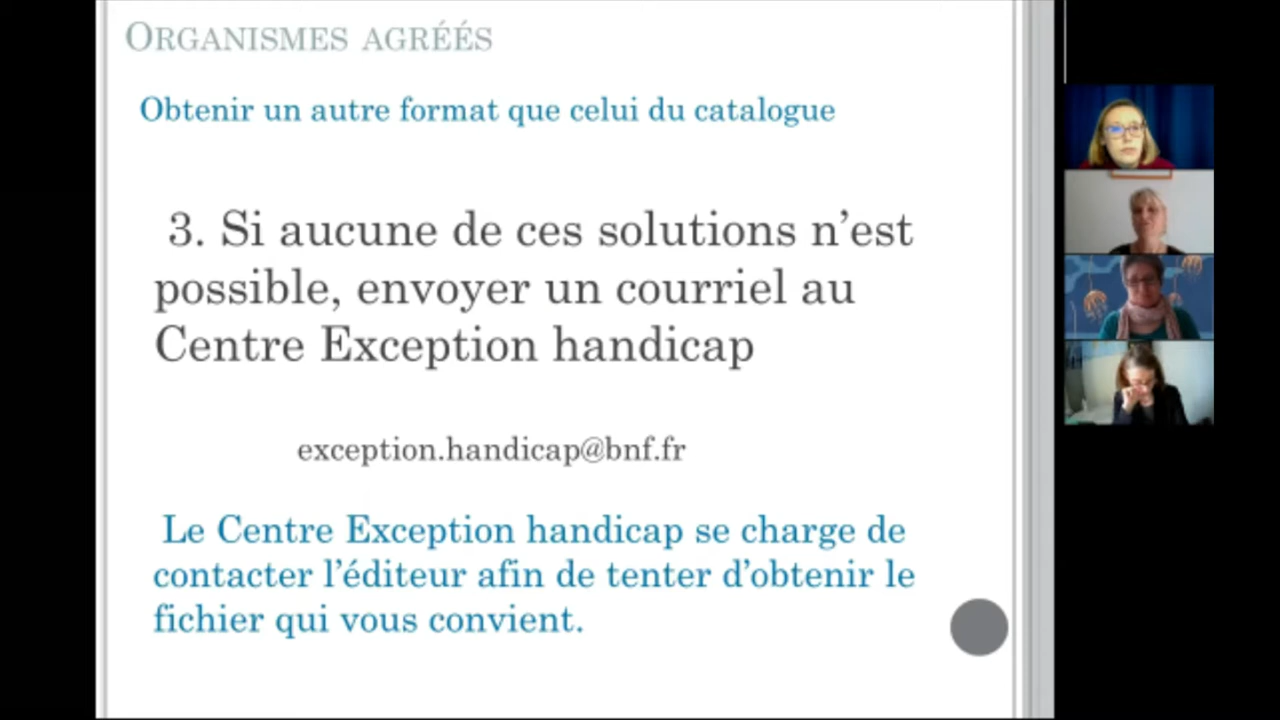 ORGANISMES AGRÉÉS
Obtenir un autre format que celui du catalogue
3. Si aucune de ces solutions n'est
possible, envoyer un courriel au
Centre Exception handicap
exception.handicap@bnf.fr
Le Centre Exception handicap se charge de
contacter l'éditeur afin de tenter d'obtenir le
fichier qui vous convient.